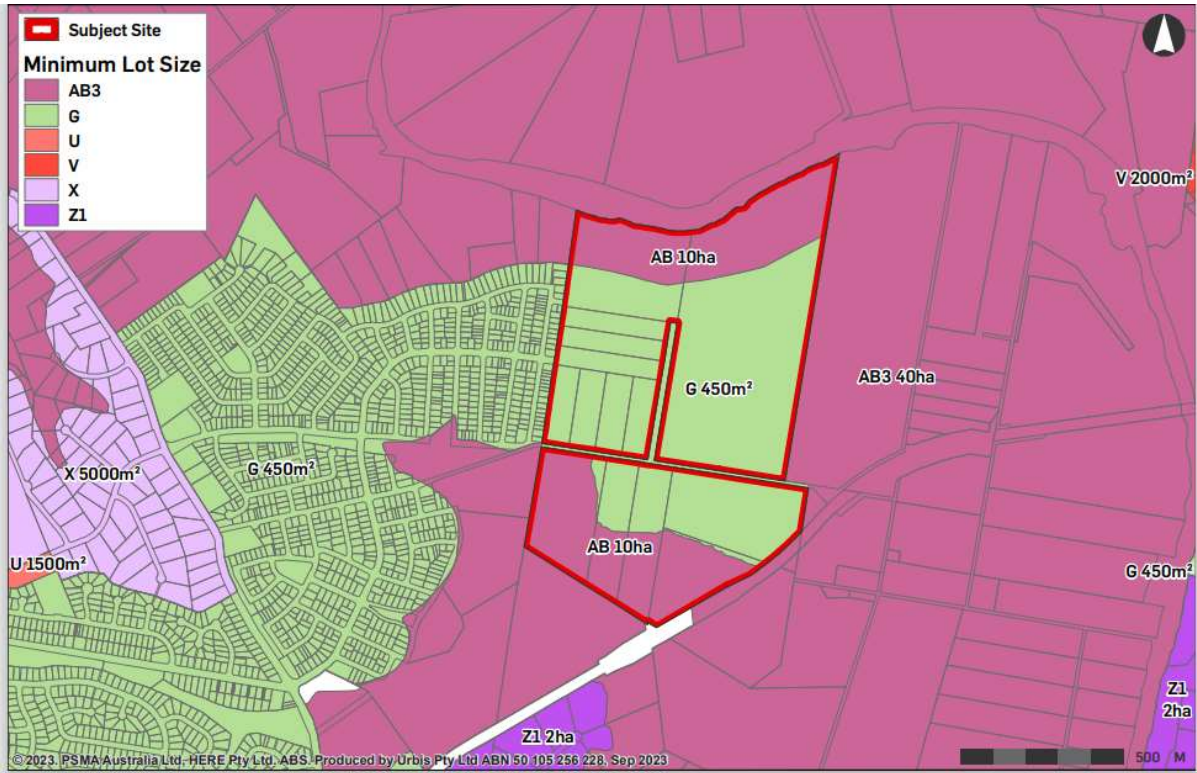 Subject Site
Minimum Lot Size
AB3
G
U
V
X
Z1
V 2000m²
AB 10ha
G 450m²
AB3 40ha
X 5000m²
G 450m²
AB 10ha
U 1500m²
G 450m²
Z1
2ha
Z1 2ha
©2023. PSMA Australia Ltd, HERE Pty Ltd. ABS. Produced by Urbis Pty Ltd ABN 50 105 256 228, Sep 2023
500 M